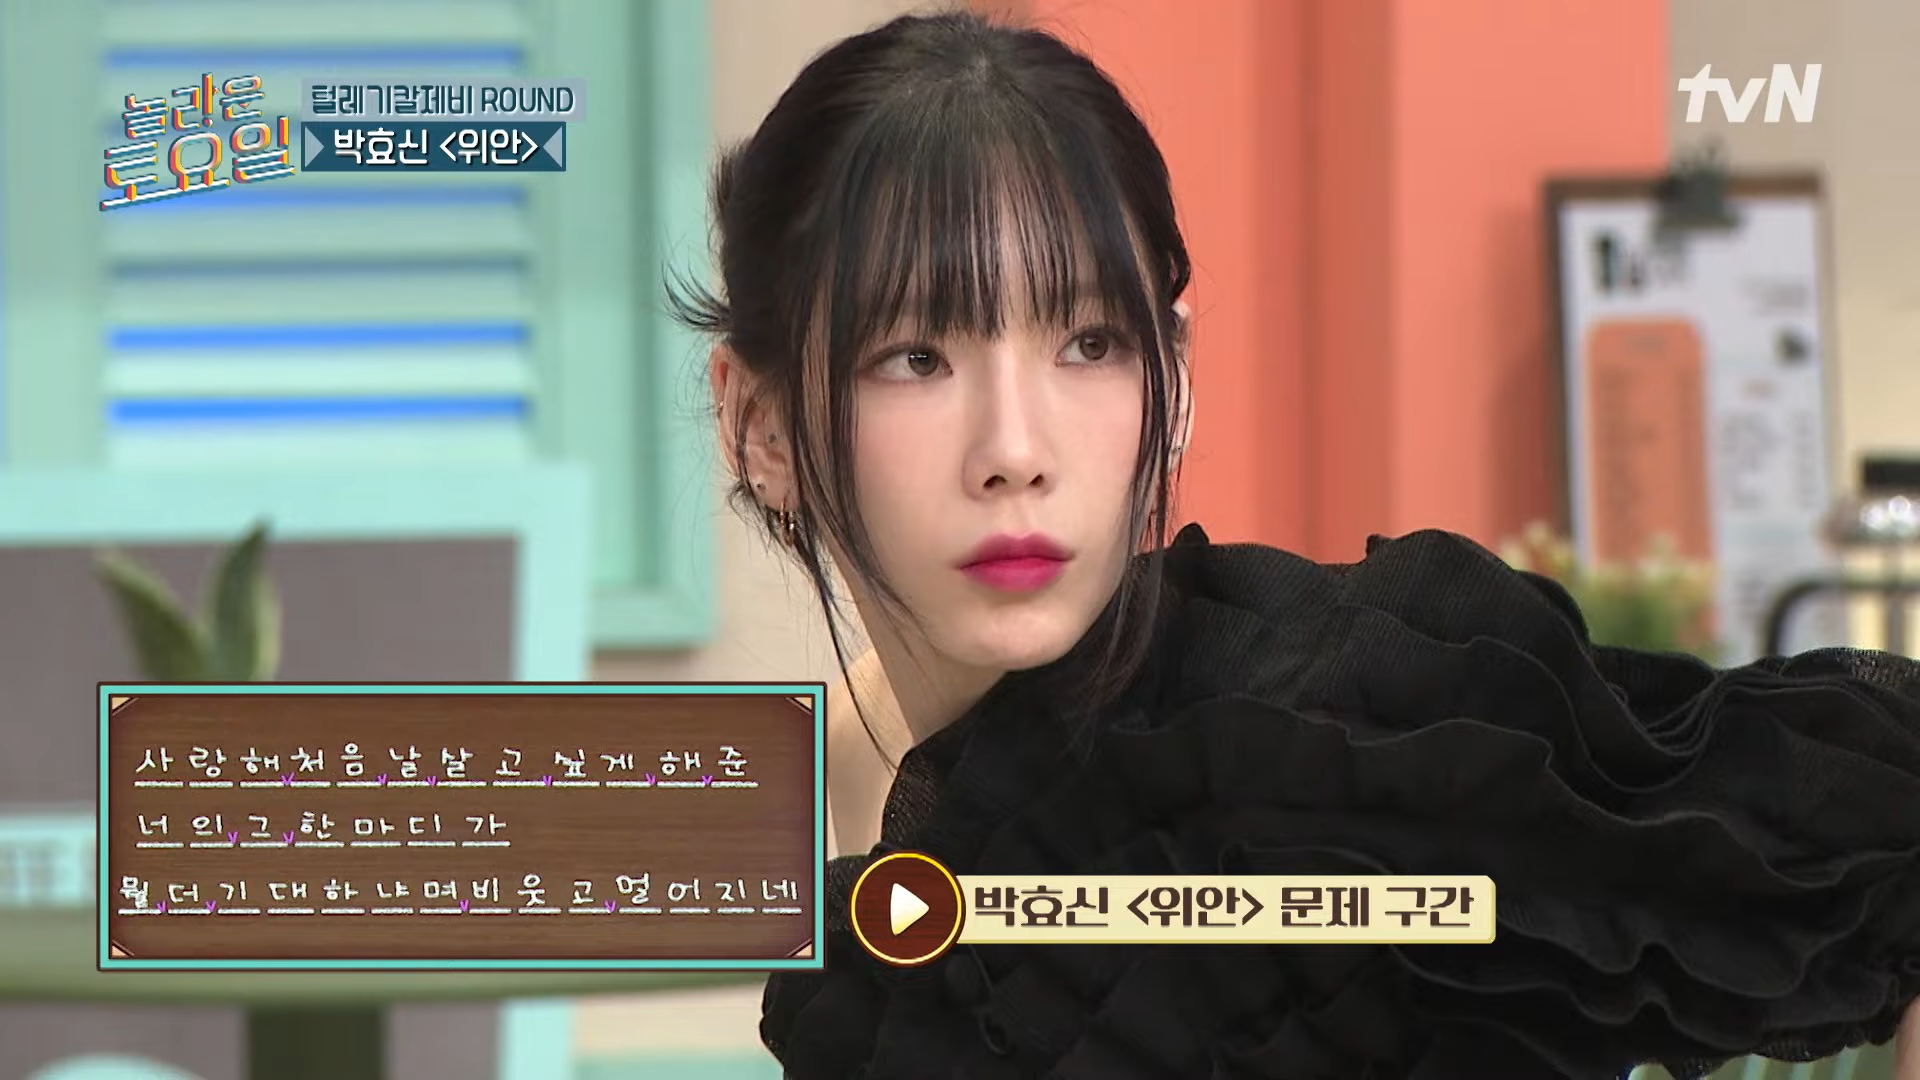 놀라운
토요일
털레기칼제비 ROUND
박효신 <위안>
tvN
사랑해처음날살고싶게해준
너의그한마디가
뭘더기대하냐며비웃고멀어지네
박효신 <위안> 문제 구간